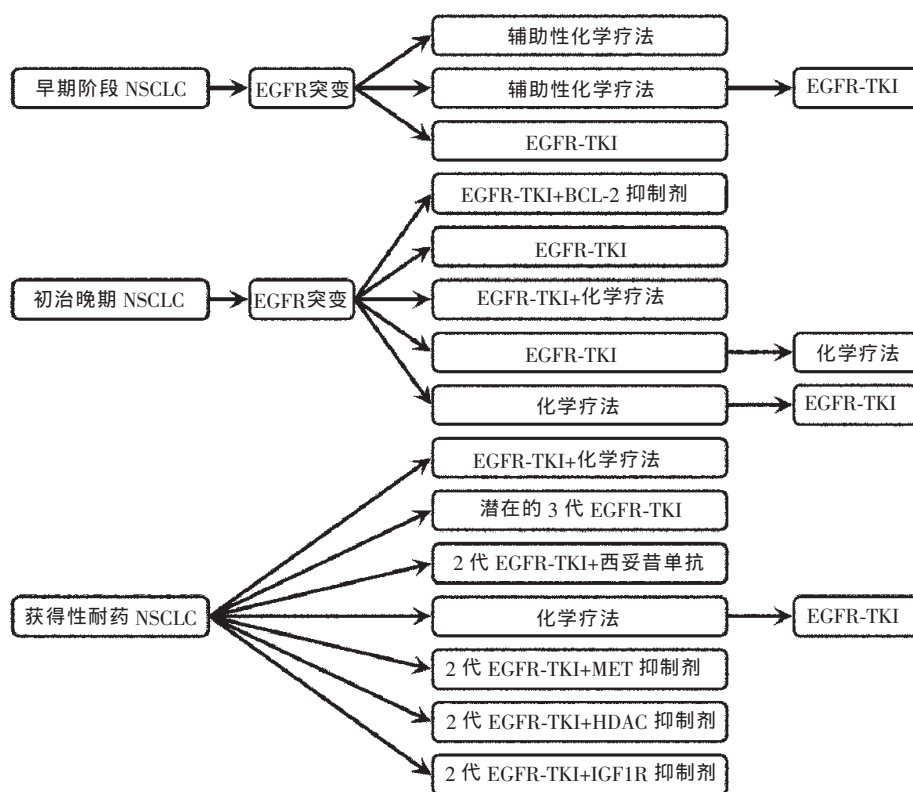 辅助性化学疗法
早期阶段 NSCLC
EGFR突变
辅助性化学疗法
EGFR-TKI
EGFR-TKI
EGFR-TKI+BCL-2 抑制剂
EGFR-TKI
初治晚期 NSCLC
EGFR突变
EGFR-TKI+化学疗法
EGFR-TKI
化学疗法
化学疗法
EGFR-TKI
EGFR-TKI+化学疗法
潜在的 3 代 EGFR-TKI
2 代 EGFR-TKI+西妥昔单抗
获得性耐药 NSCLC
化学疗法
EGFR-TKI
2 代 EGFR-TKI+MET 抑制剂
2 代 EGFR-TKI+HDAC 抑制剂
2 代 EGFR-TKI+IGF1R 抑制剂